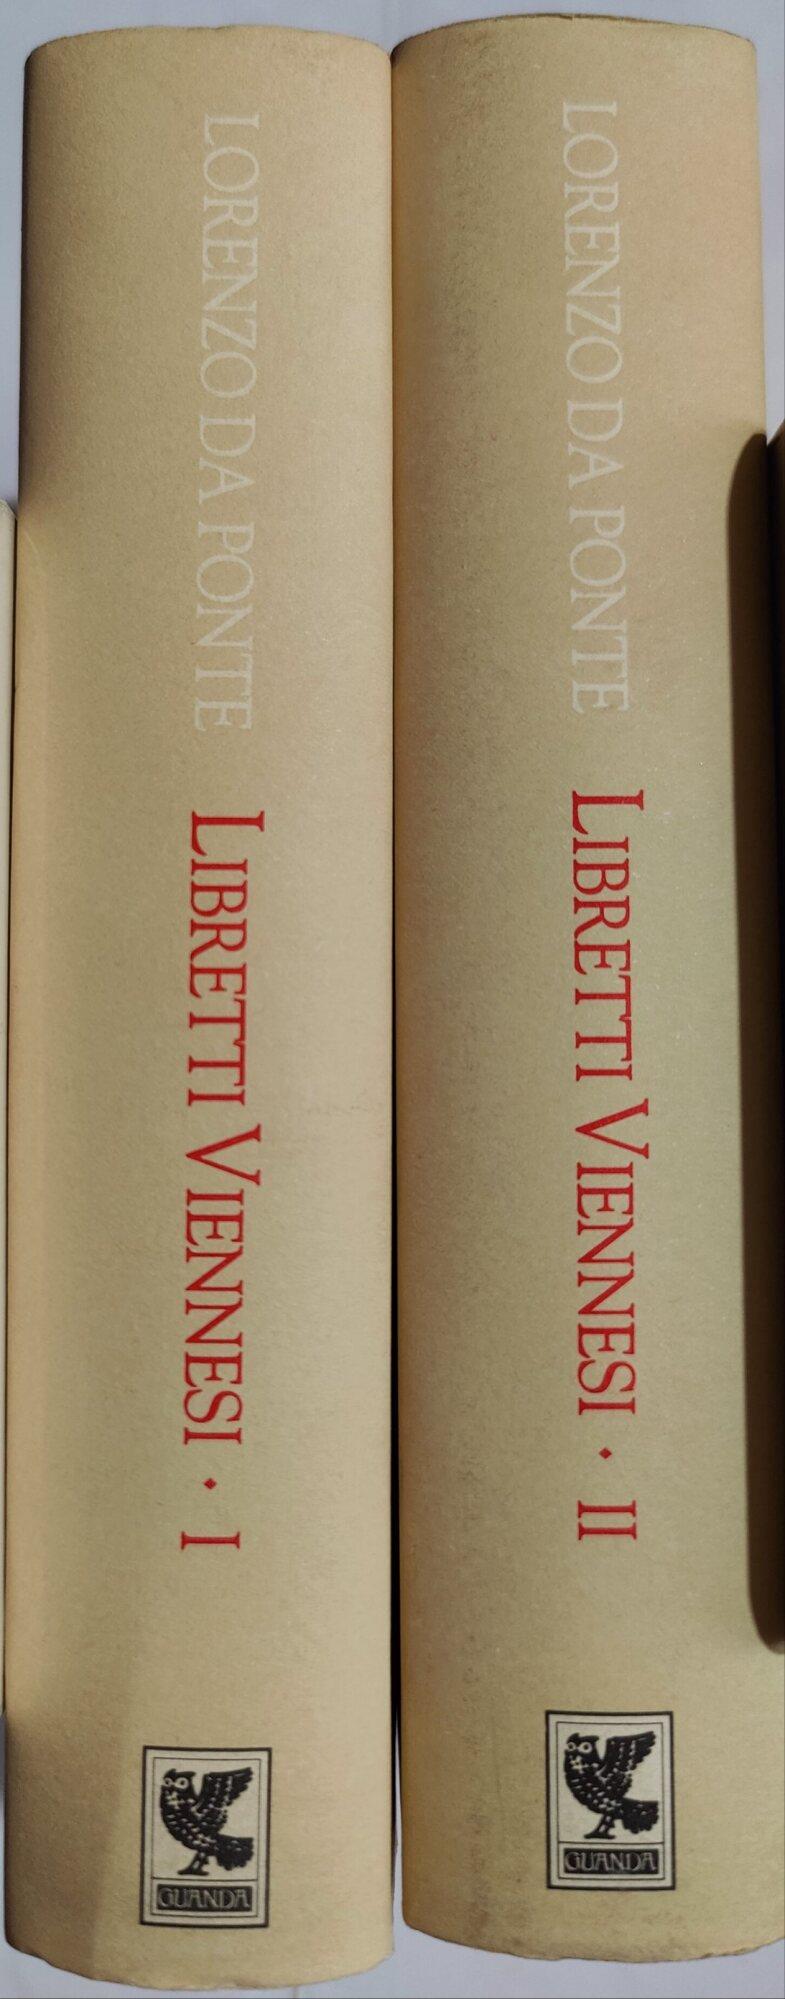 LORENZO DA PONTE LIBRETTI VIENNESI · I
GUANDA
LORENZO DA PONTE LIBRETTI VIENNESI · II
GUANDA